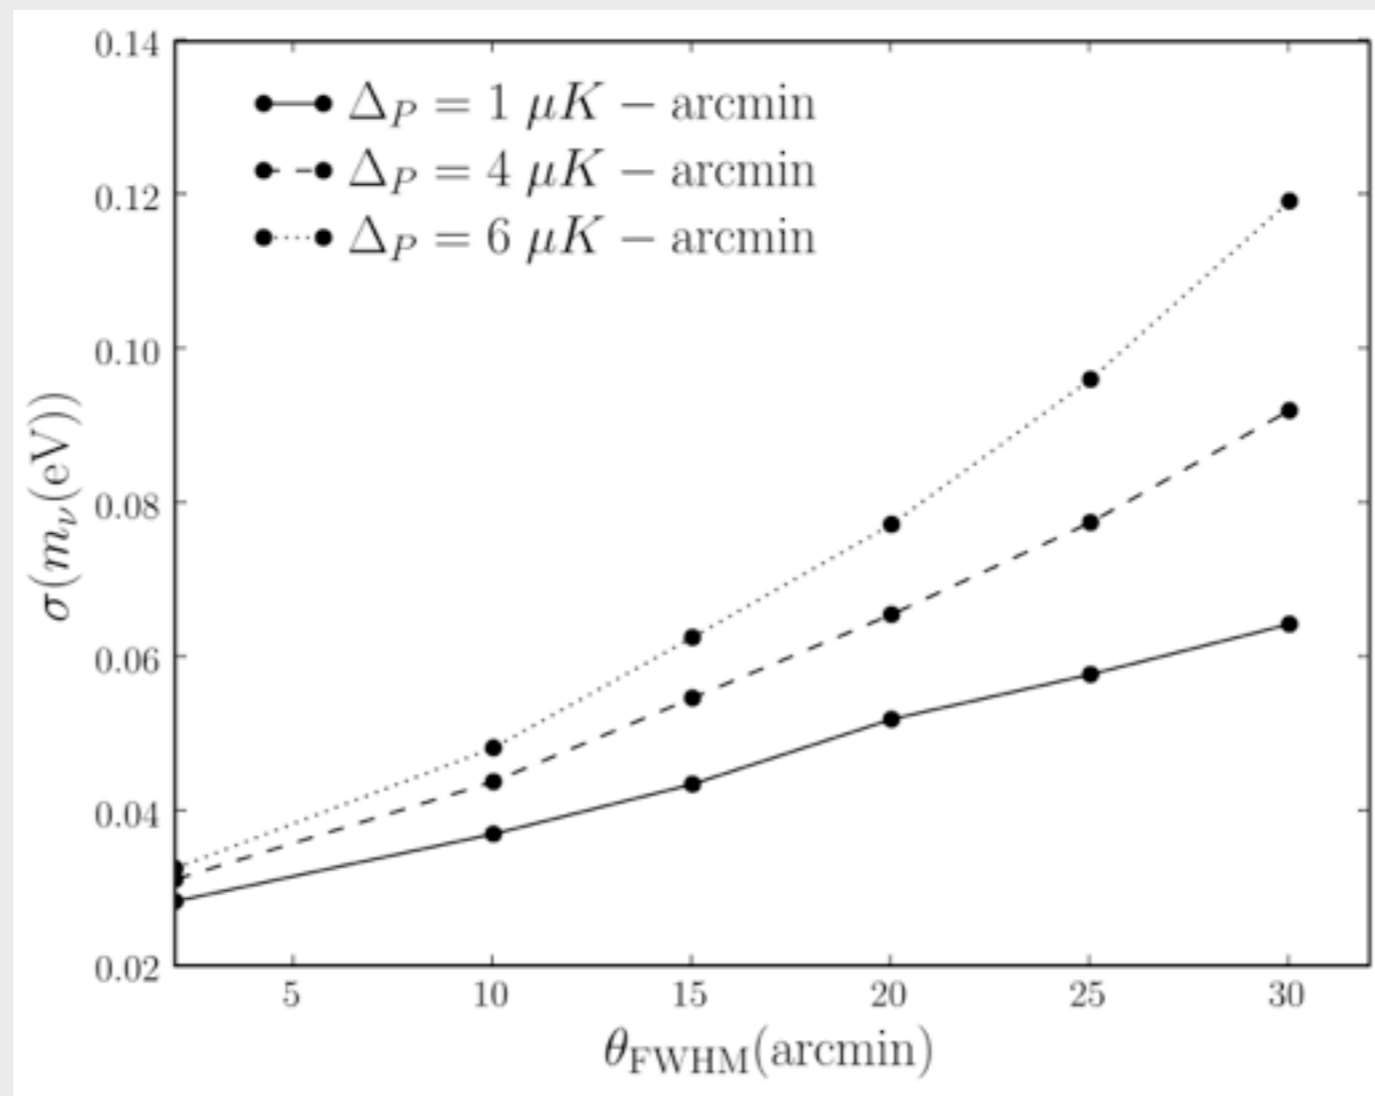 0.14
Δ_P = 1 μK − arcmin
Δ_P = 4 μK − arcmin
0.12
Δ_P = 6 μK − arcmin
0.10
σ(m_ν(eV))
0.08
0.06
0.04
0.02
5 10 15 20 25 30
θ_FWHM(arcmin)